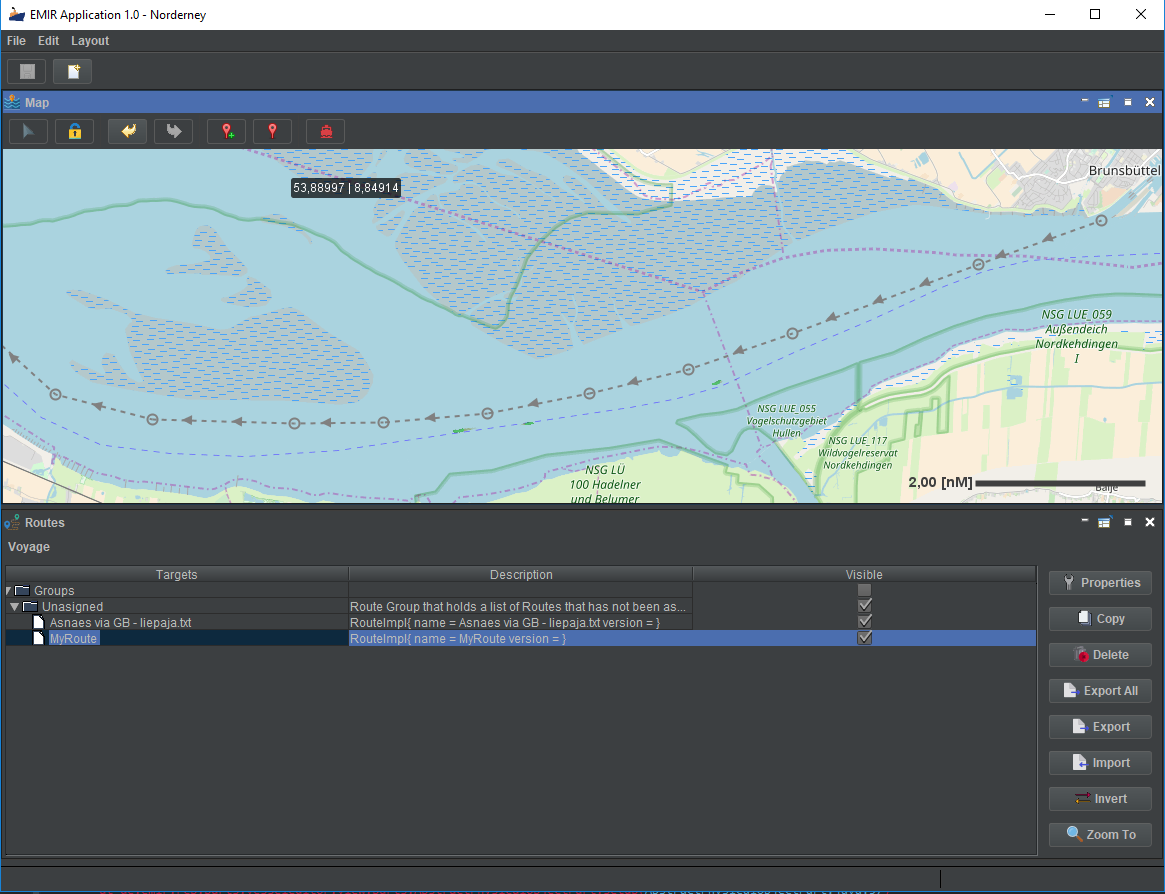 EMIR Application 1.0 - Norderney
File Edit Layout
Map
53,88997 | 8,84914
Brunsbüttel
NSG LUE_059
Außendeich
Nordkehdingen
I
NSG LUE_055
Vogelschutzgebiet
Hullen
NSG LUE_117
Wildvogelreservat
Nordkehdingen
NSG LÜ
100 Hadelner
und Belumer
2,00 [nM]
Balje
Routes
Voyage
Targets Description Visible
Groups
Unasigned Route Group that holds a list of Routes that has not been as...
Asnaes via GB - liepaja.txt RouteImpl{ name = Asnaes via GB - liepaja.txt version = }
MyRoute RouteImpl{ name = MyRoute version = }
Properties
Copy
Delete
Export All
Export
Import
Invert
Zoom To